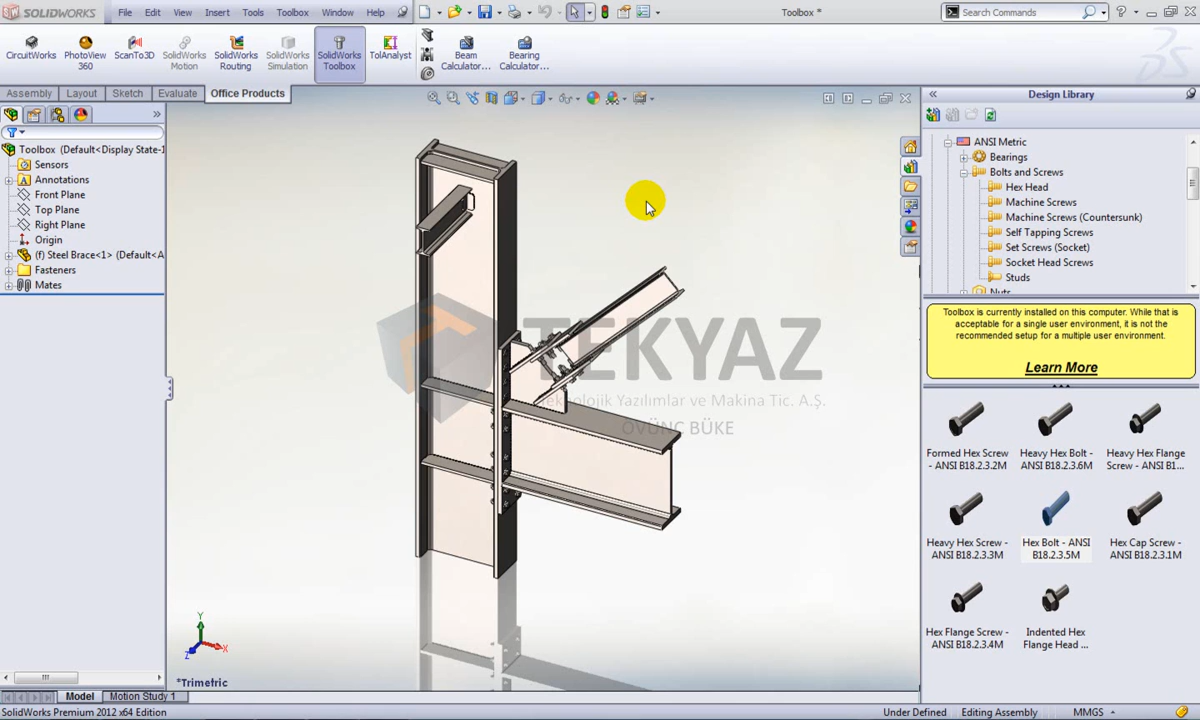 SOLIDWORKS File Edit View Insert Tools Toolbox Window Help Toolbox * Search Commands
CircuitWorks
PhotoView 360
ScanTo3D
SolidWorks Motion
SolidWorks Routing
SolidWorks Simulation
SolidWorks Toolbox
TolAnalyst
Beam Calculator...
Bearing Calculator...
Assembly Layout Sketch Evaluate Office Products
Toolbox (Default<Display State-1
Sensors
Annotations
Front Plane
Top Plane
Right Plane
Origin
(f) Steel Brace<1> (Default<A
Fasteners
Mates
TEKYAZ
Teknolojik Yazılımlar ve Makina Tic. A.Ş.
ÖVÜNÇ BÜKE
Y
X
Z
*Trimetric
Design Library
ANSI Metric
Bearings
Bolts and Screws
Hex Head
Machine Screws
Machine Screws (Countersunk)
Self Tapping Screws
Set Screws (Socket)
Socket Head Screws
Studs
Nuts
Toolbox is currently installed on this computer. While that is
acceptable for a single user environment, it is not the
recommended setup for a multiple user environment.
Learn More
Formed Hex Screw
- ANSI B18.2.3.2M
Heavy Hex Bolt -
ANSI B18.2.3.6M
Heavy Hex Flange
Screw - ANSI B1...
Heavy Hex Screw -
ANSI B18.2.3.3M
Hex Bolt - ANSI
B18.2.3.5M
Hex Cap Screw -
ANSI B18.2.3.1M
Hex Flange Screw -
ANSI B18.2.3.4M
Indented Hex
Flange Head ...
Model Motion Study 1
SolidWorks Premium 2012 x64 Edition Under Defined Editing Assembly MMGS